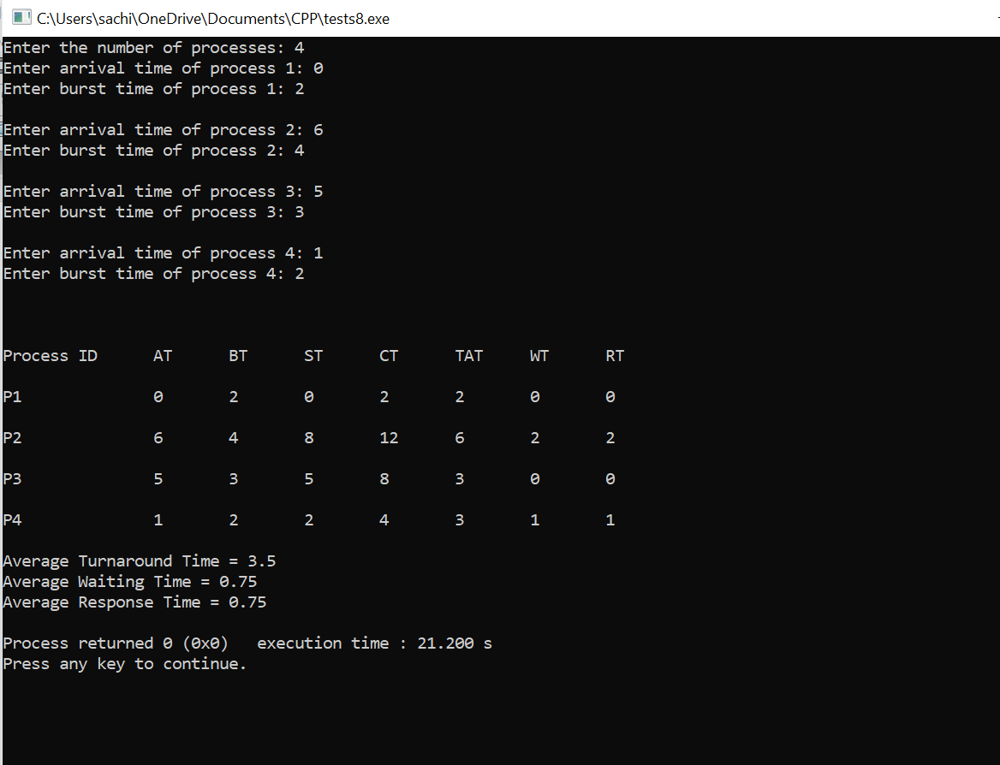 C:\Users\sachi\OneDrive\Documents\CPP\tests8.exe
Enter the number of processes: 4
Enter arrival time of process 1: 0
Enter burst time of process 1: 2
Enter arrival time of process 2: 6
Enter burst time of process 2: 4
Enter arrival time of process 3: 5
Enter burst time of process 3: 3
Enter arrival time of process 4: 1
Enter burst time of process 4: 2
Process ID AT BT ST CT TAT WT RT
P1 0 2 0 2 2 0 0
P2 6 4 8 12 6 2 2
P3 5 3 5 8 3 0 0
P4 1 2 2 4 3 1 1
Average Turnaround Time = 3.5
Average Waiting Time = 0.75
Average Response Time = 0.75
Process returned 0 (0x0) execution time : 21.200 s
Press any key to continue.